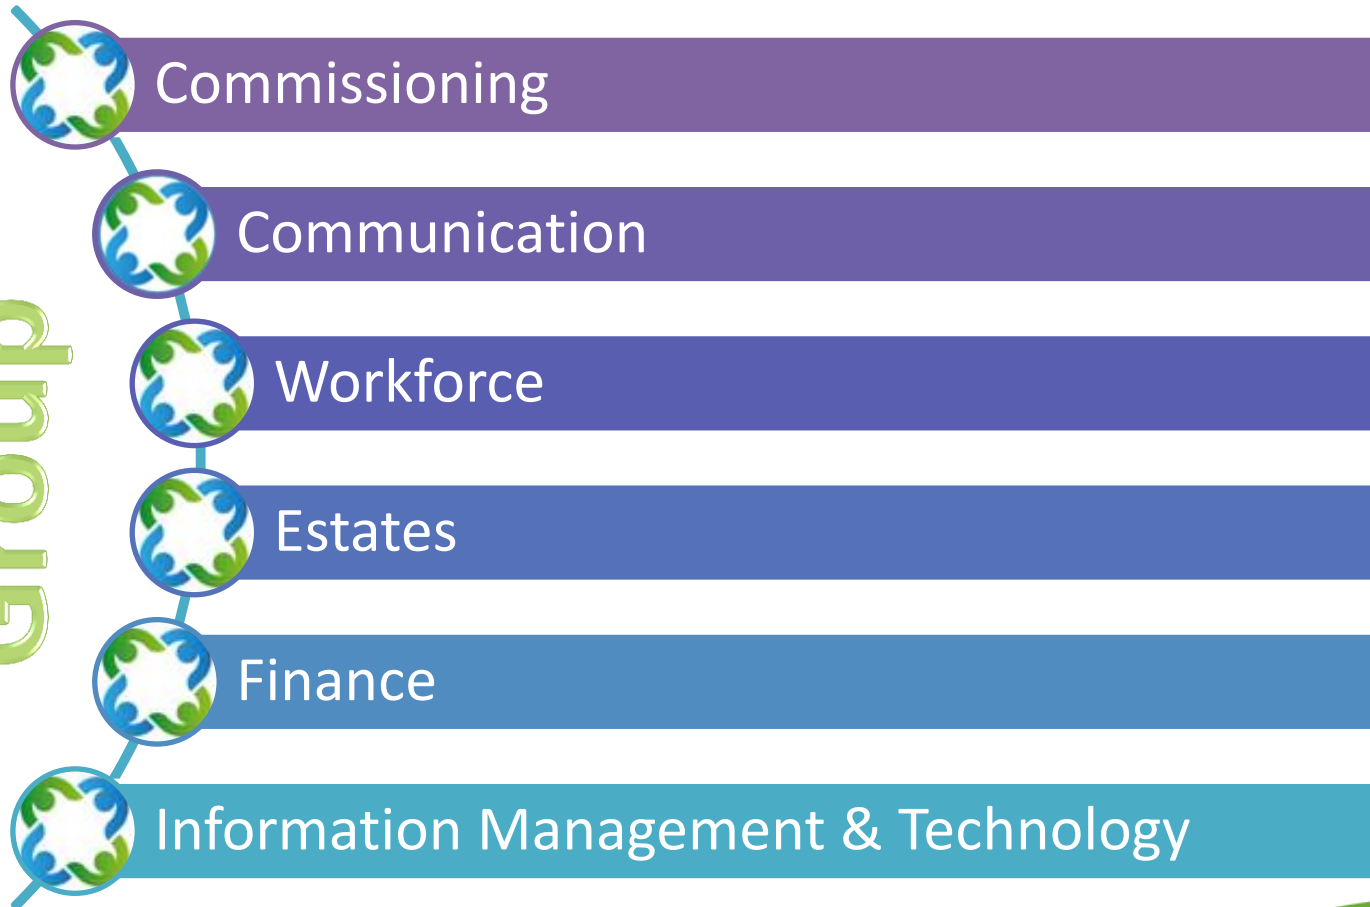 Group
Commissioning
Communication
Workforce
Estates
Finance
Information Management & Technology